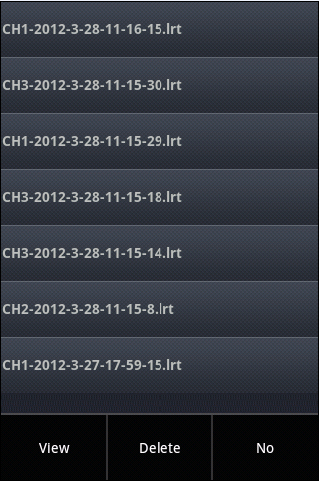 CH1-2012-3-28-11-16-15.lrt
CH3-2012-3-28-11-15-30.lrt
CH1-2012-3-28-11-15-29.lrt
CH3-2012-3-28-11-15-18.lrt
CH3-2012-3-28-11-15-14.lrt
CH2-2012-3-28-11-15-8.lrt
CH1-2012-3-27-17-59-15.lrt
View Delete No